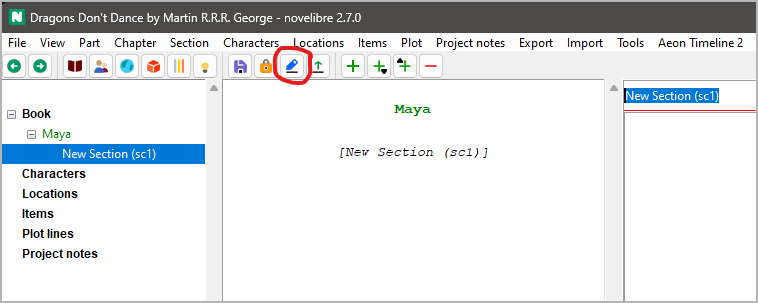 Dragons Don't Dance by Martin R.R.R. George - novelibre 2.7.0
File View Part Chapter Section Characters Locations Items Plot Project notes Export Import Tools Aeon Timeline 2
Book
Maya
New Section (sc1)
Characters
Locations
Items
Plot lines
Project notes
Maya
[New Section (sc1)]
New Section (sc1)